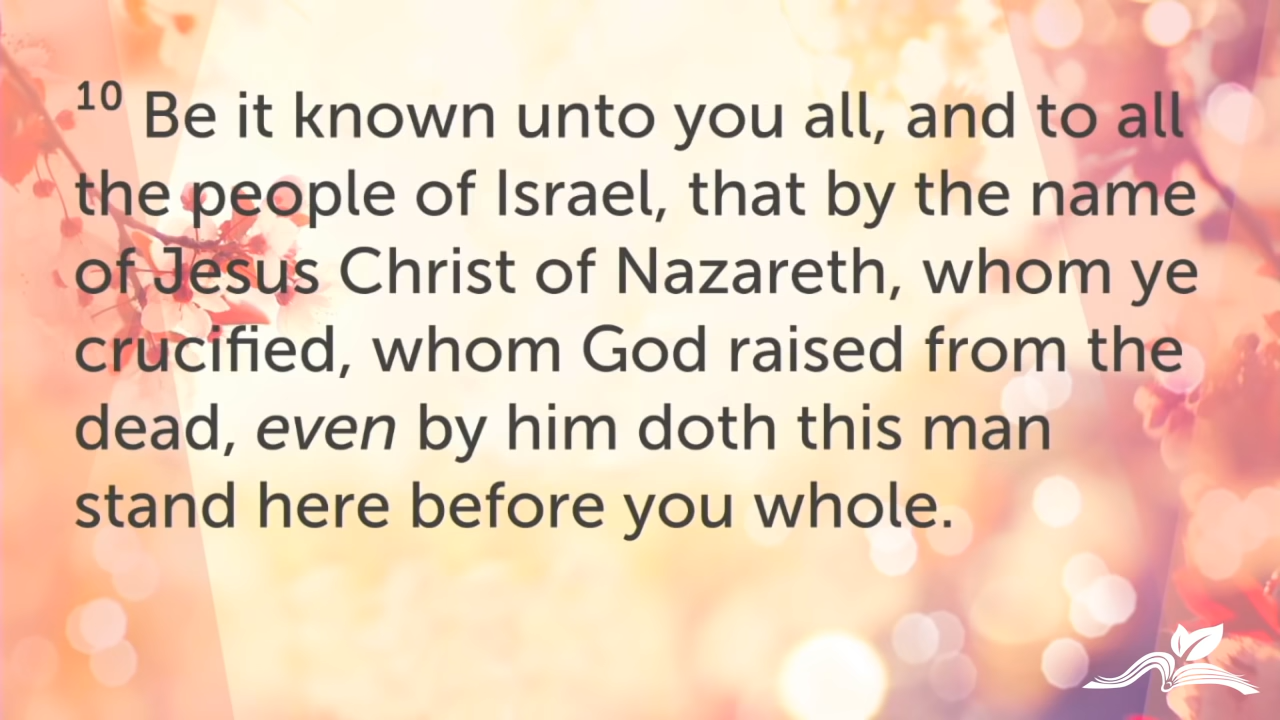 10 Be it known unto you all, and to all
the people of Israel, that by the name
of Jesus Christ of Nazareth, whom ye
crucified, whom God raised from the
dead, even by him doth this man
stand here before you whole.